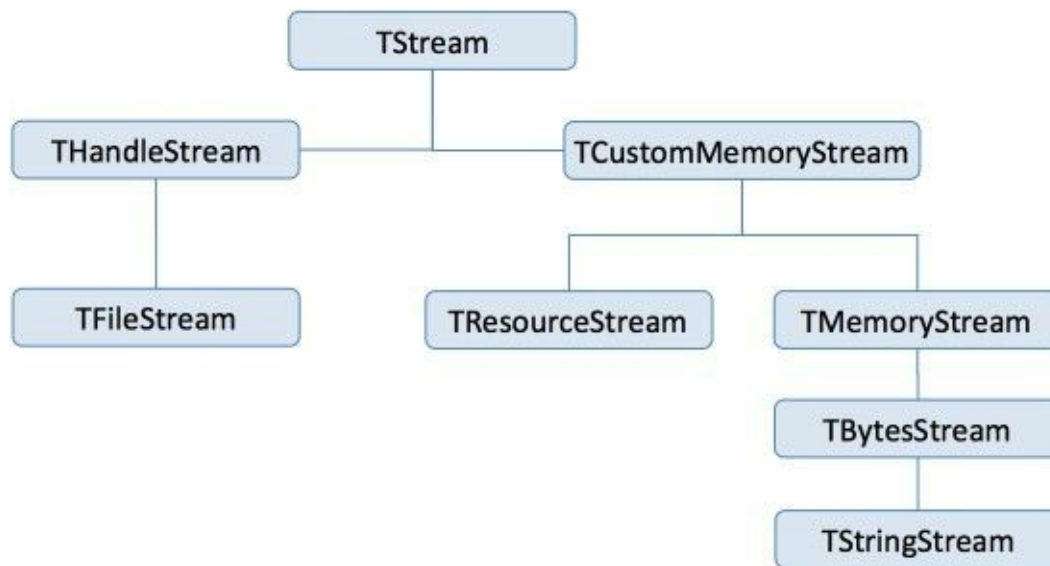 TStream
THandleStream
TCustomMemoryStream
TFileStream
TResourceStream
TMemoryStream
TBytesStream
TStringStream